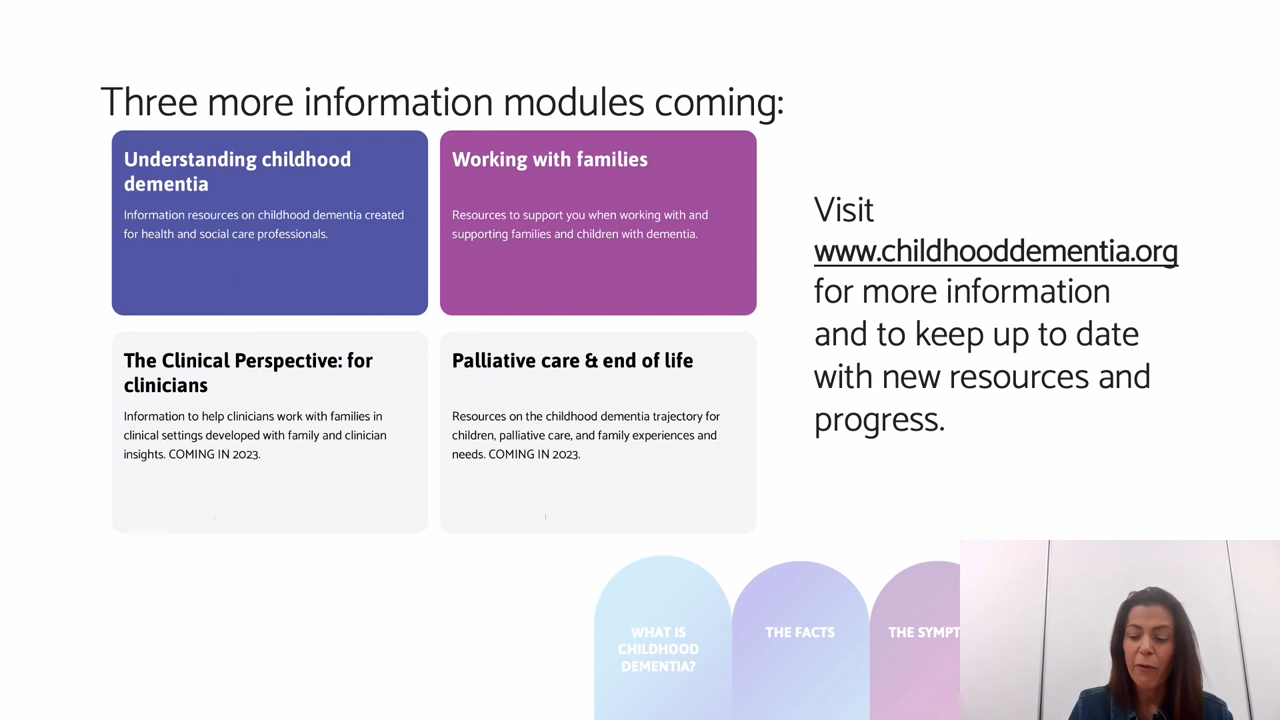 Three more information modules coming:
Understanding childhood
dementia
Information resources on childhood dementia created
for health and social care professionals.
Working with families
Resources to support you when working with and
supporting families and children with dementia.
The Clinical Perspective: for
clinicians
Information to help clinicians work with families in
clinical settings developed with family and clinician
insights. COMING IN 2023.
Palliative care & end of life
Resources on the childhood dementia trajectory for
children, palliative care, and family experiences and
needs. COMING IN 2023.
Visit
www.childhooddementia.org
for more information
and to keep up to date
with new resources and
progress.
WHAT IS
CHILDHOOD
DEMENTIA?
THE FACTS
THE SYMPT